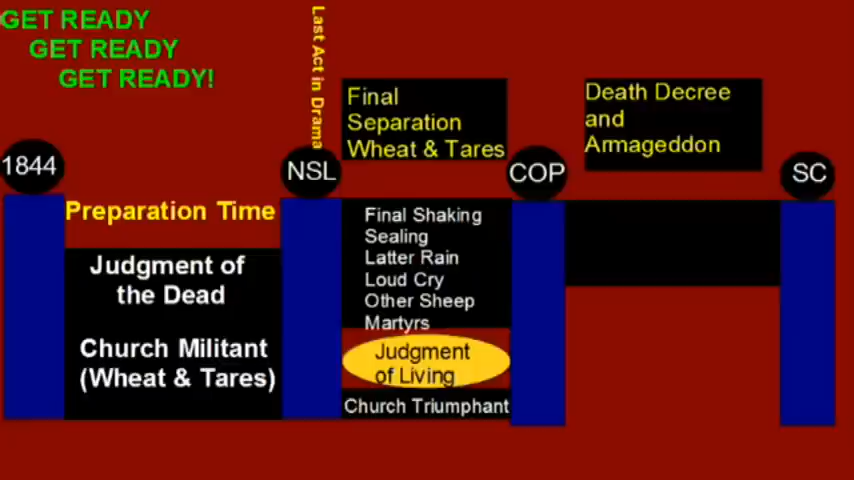 GET READY
GET READY
GET READY!
Last Act in Drama
Final
Separation
Wheat & Tares
Death Decree
and
Armageddon
1844
NSL
COP
SC
Preparation Time
Judgment of
the Dead
Church Militant
(Wheat & Tares)
Final Shaking
Sealing
Latter Rain
Loud Cry
Other Sheep
Martyrs
Judgment
of Living
Church Triumphant